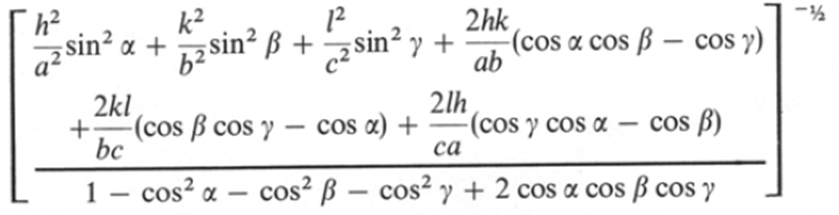 [ h²/a² sin² α + k²/b² sin² β + l²/c² sin² γ + 2hk/ab (cos α cos β − cos γ)
+ 2kl/bc (cos β cos γ − cos α) + 2lh/ca (cos γ cos α − cos β)
1 − cos² α − cos² β − cos² γ + 2 cos α cos β cos γ ]^−½